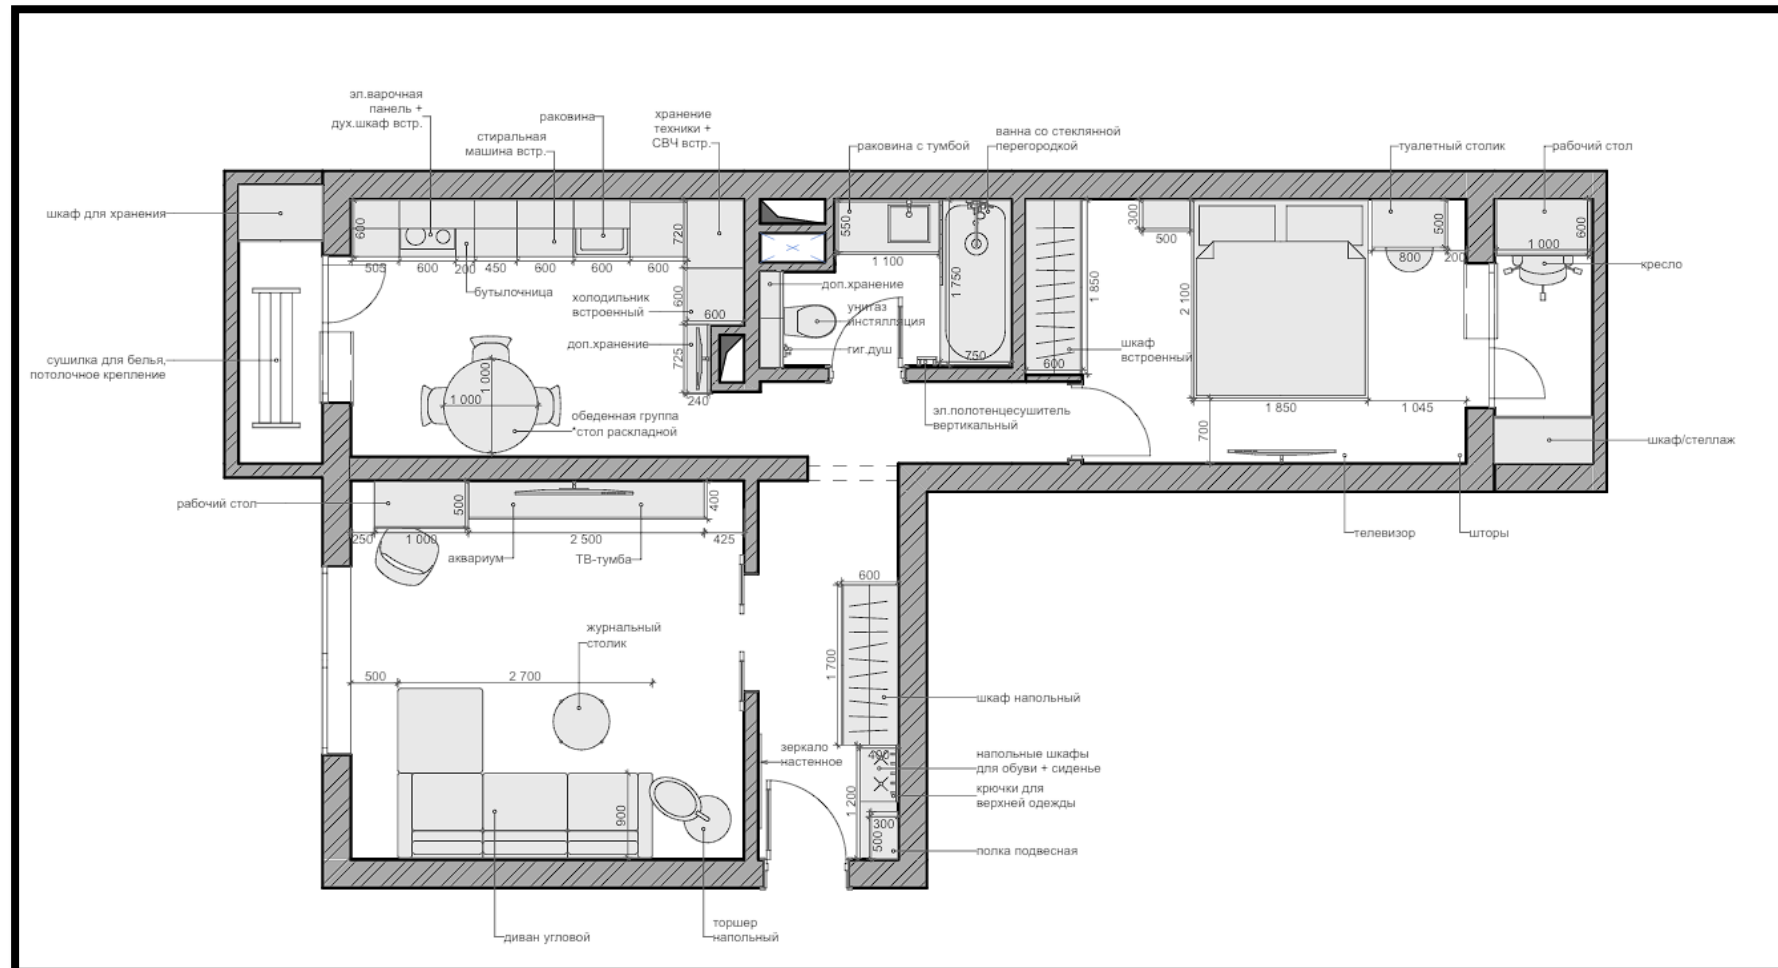 эл.варочная
панель +
дух.шкаф встр.
раковина
стиральная
машина встр.
хранение
техники +
СВЧ встр.
раковина с тумбой
ванна со стеклянной
перегородкой
туалетный столик
рабочий стол
шкаф для хранения
600
505
600
200
450
600
600
600
720
бутылочница
холодильник
встроенный
600
600
доп.хранение
725
240
сушилка для белья,
потолочное крепление
1 000
1 000
обеденная группа
*стол раскладной
550
1 100
доп.хранение
унитаз
инстялляция
гиг.душ
1 750
750
эл.полотенцесушитель
вертикальный
1 850
600
шкаф
встроенный
300
500
2 100
1 850
1 045
700
500
800
200
1 000
600
кресло
шкаф/стеллаж
телевизор
шторы
рабочий стол
500
400
250
1 000
2 500
425
аквариум
ТВ-тумба
журнальный
столик
500
2 700
900
600
1 700
шкаф напольный
зеркало
настенное
400
1 200
300
500
напольные шкафы
для обуви + сиденье
крючки для
верхней одежды
полка подвесная
диван угловой
торшер
напольный